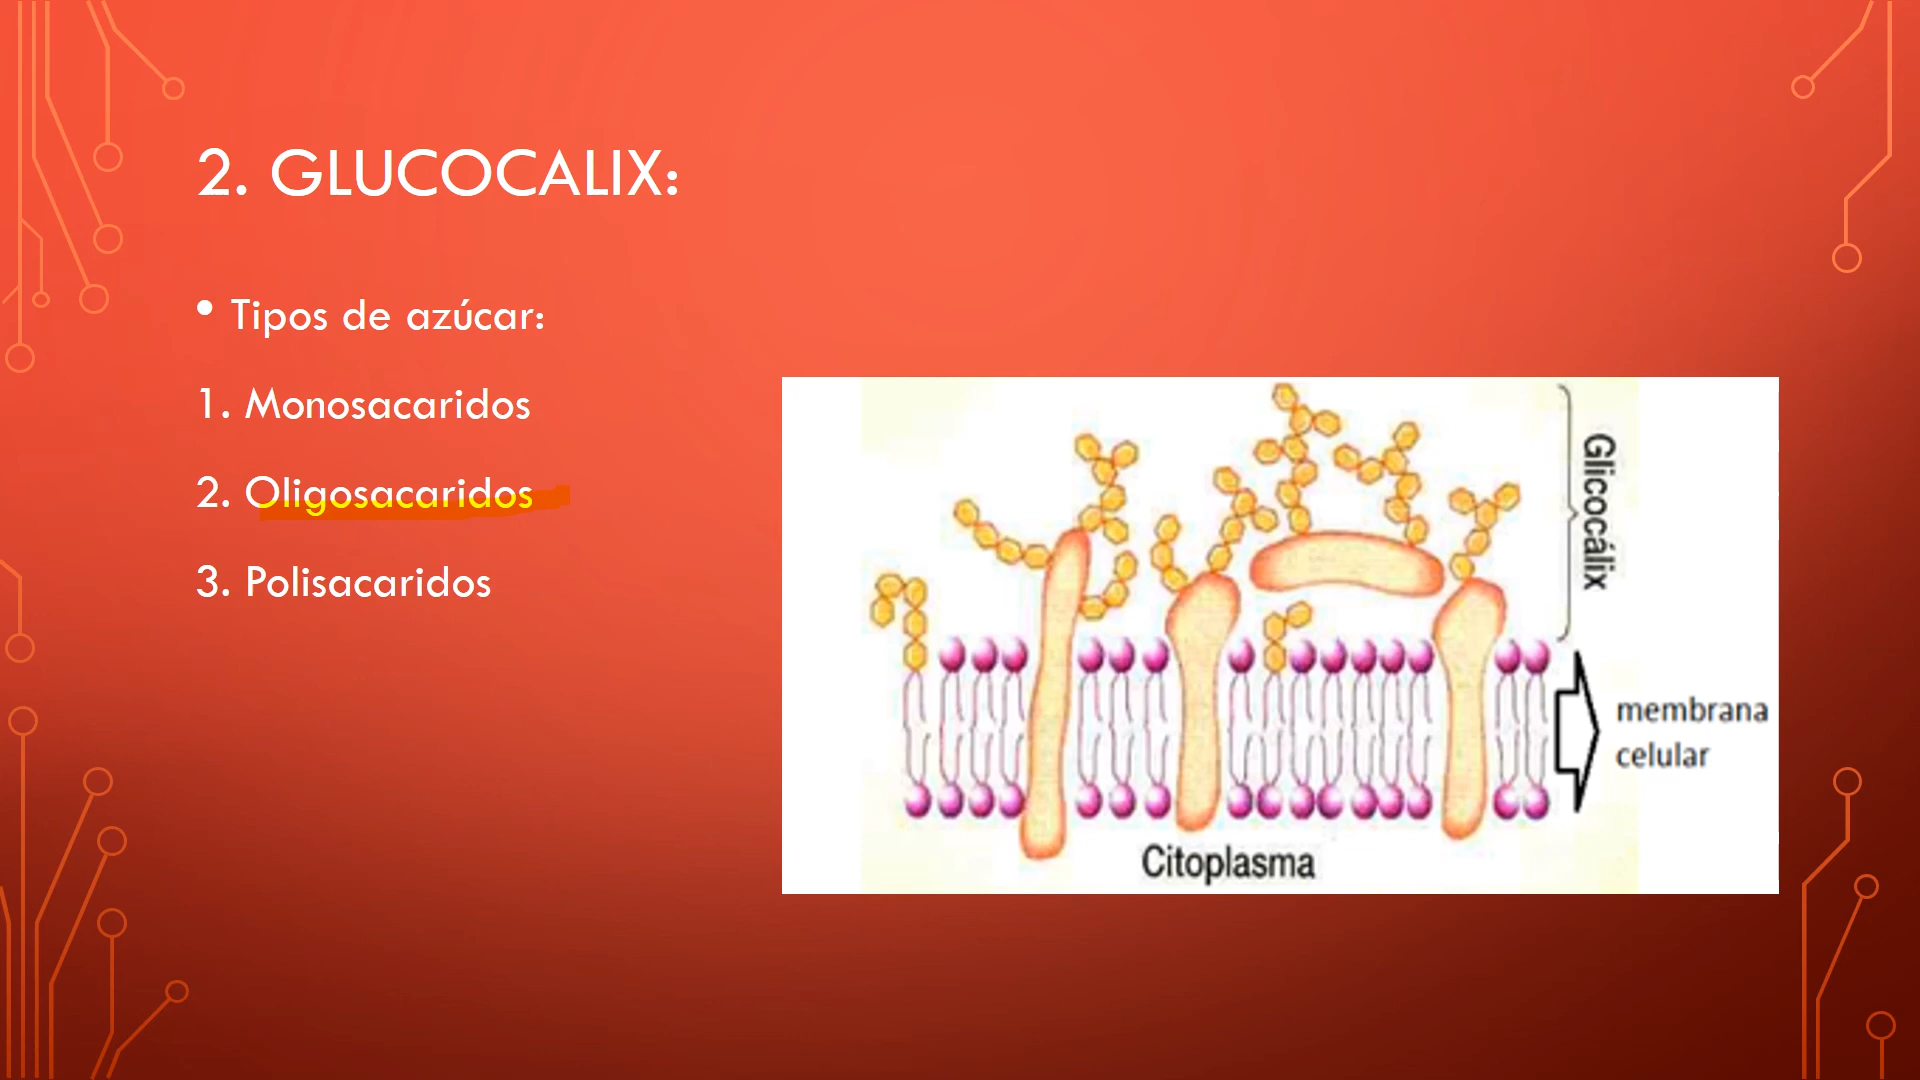 2. GLUCOCALIX:
• Tipos de azúcar:
1. Monosacaridos
2. Oligosacaridos
3. Polisacaridos
Glicocálix
membrana
celular
Citoplasma